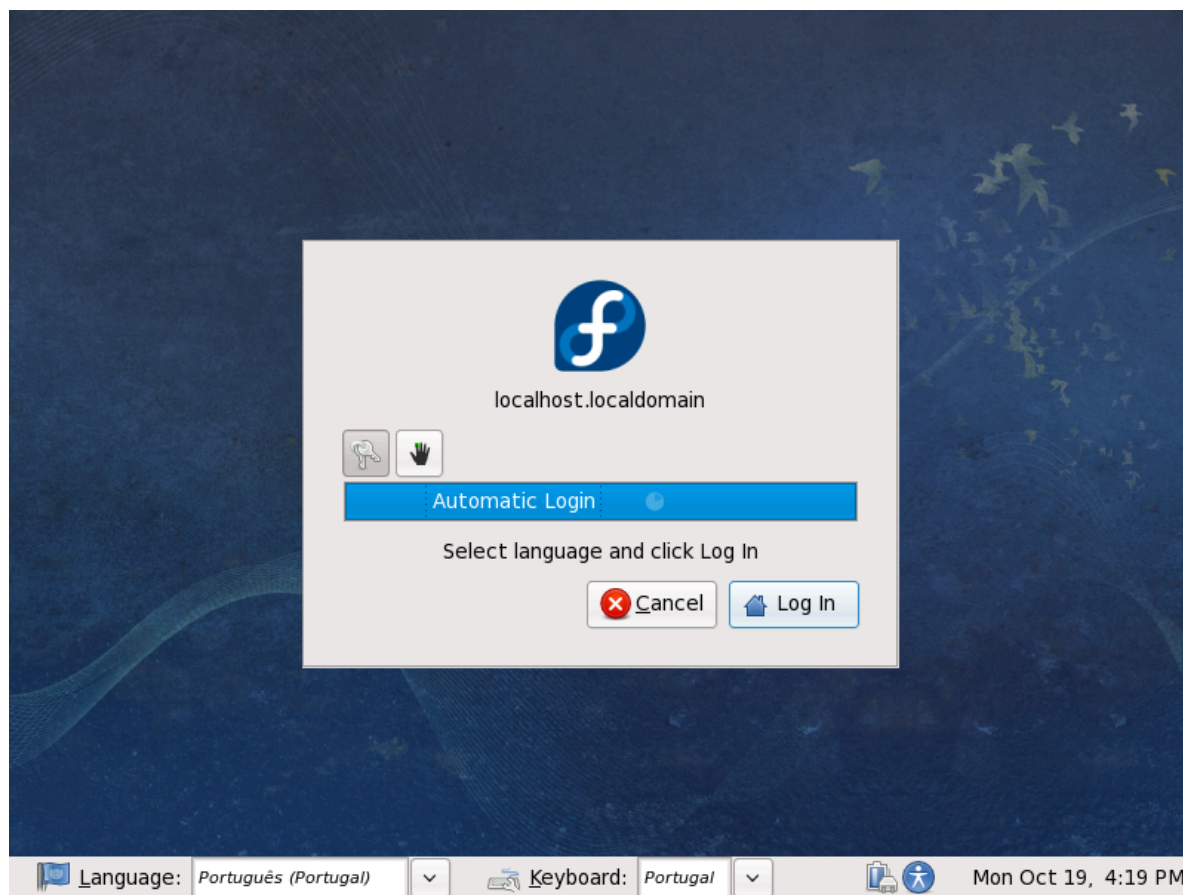 localhost.localdomain
Automatic Login
Select language and click Log In
Cancel Log In
Language: Português (Portugal) Keyboard: Portugal Mon Oct 19, 4:19 PM